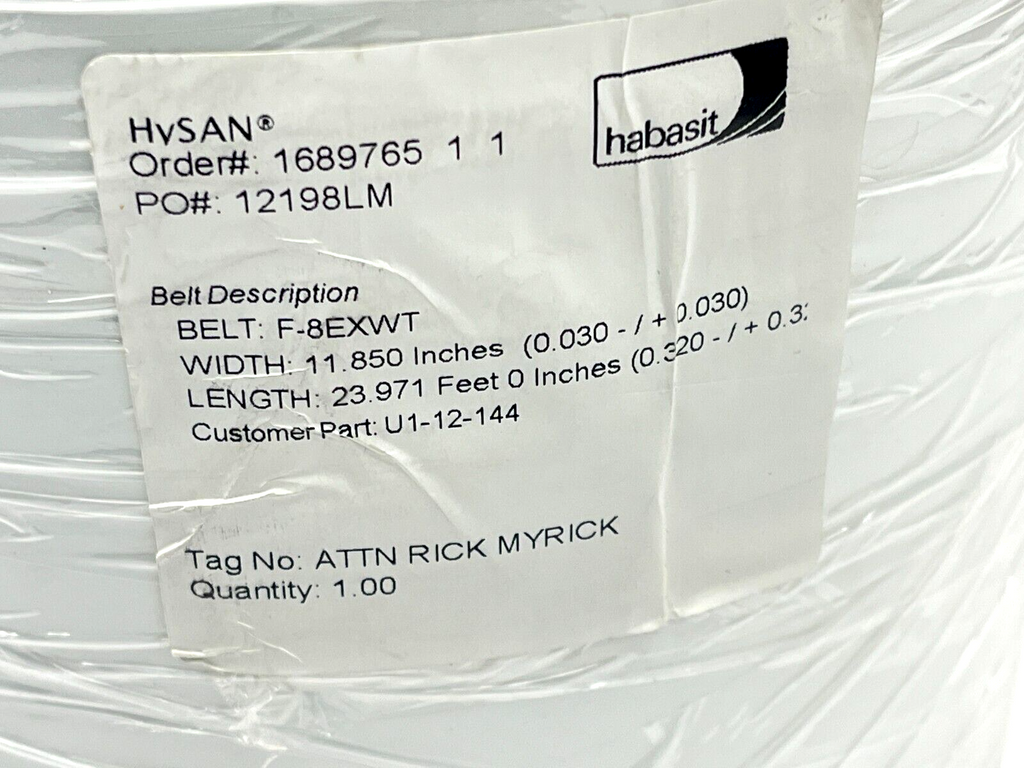 HySAN®
Order#: 1689765 1 1
PO#: 12198LM
habasit
Belt Description
BELT: F-8EXWT
WIDTH: 11.850 Inches (0.030 - / + 0.030)
LENGTH: 23.971 Feet 0 Inches (0.320 - / + 0.3
Customer Part: U1-12-144
Tag No: ATTN RICK MYRICK
Quantity: 1.00